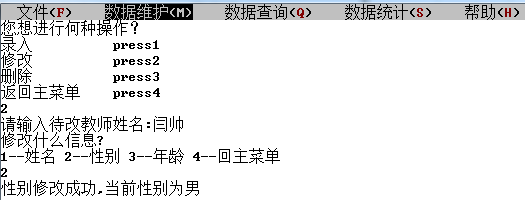 文件(F) 数据维护(M) 数据查询(Q) 数据统计(S) 帮助(H)
您想进行何种操作？
录入 press1
修改 press2
删除 press3
返回主菜单 press4
2
请输入待改教师姓名:闫帅
修改什么信息?
1--姓名 2--性别 3--年龄 4--回主菜单
2
性别修改成功,当前性别为男